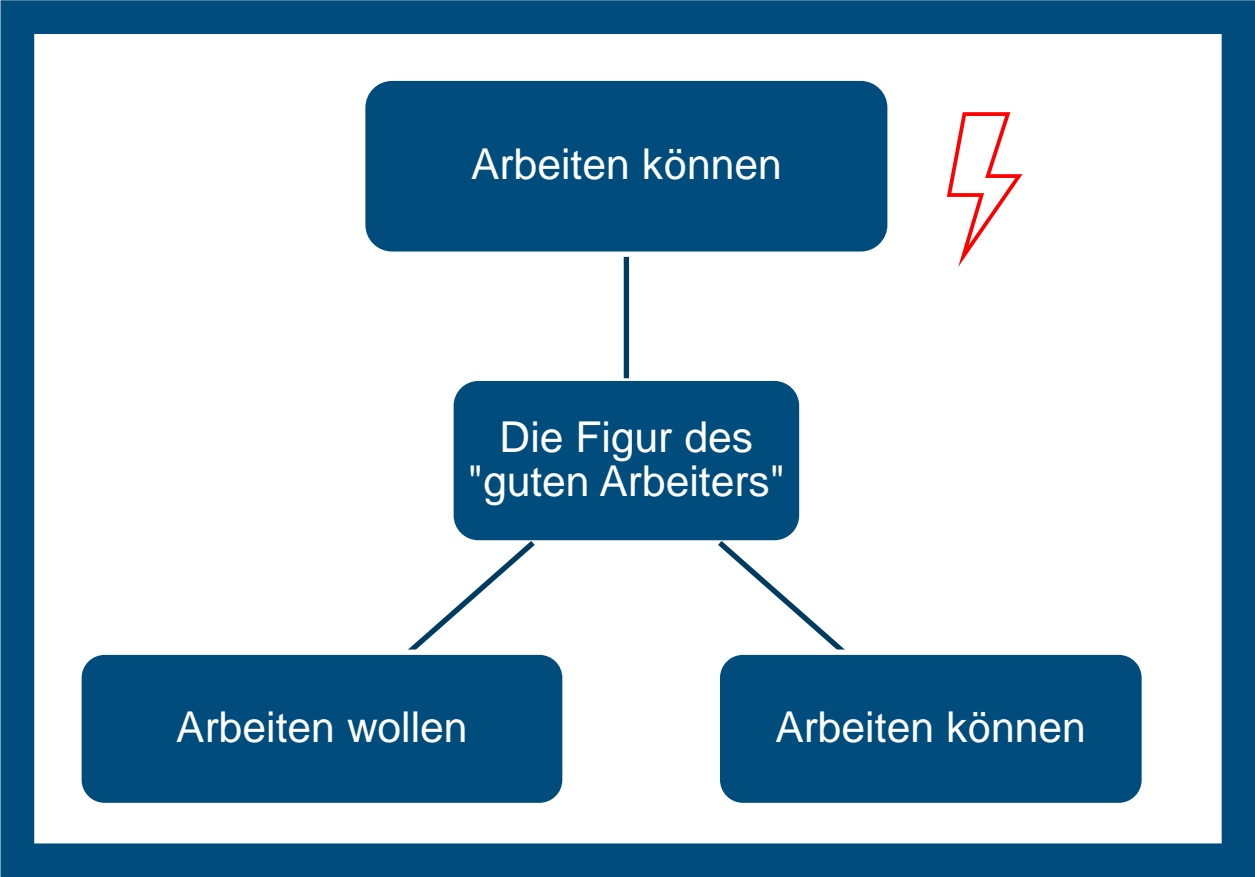 Arbeiten können
Die Figur des
"guten Arbeiters"
Arbeiten wollen
Arbeiten können